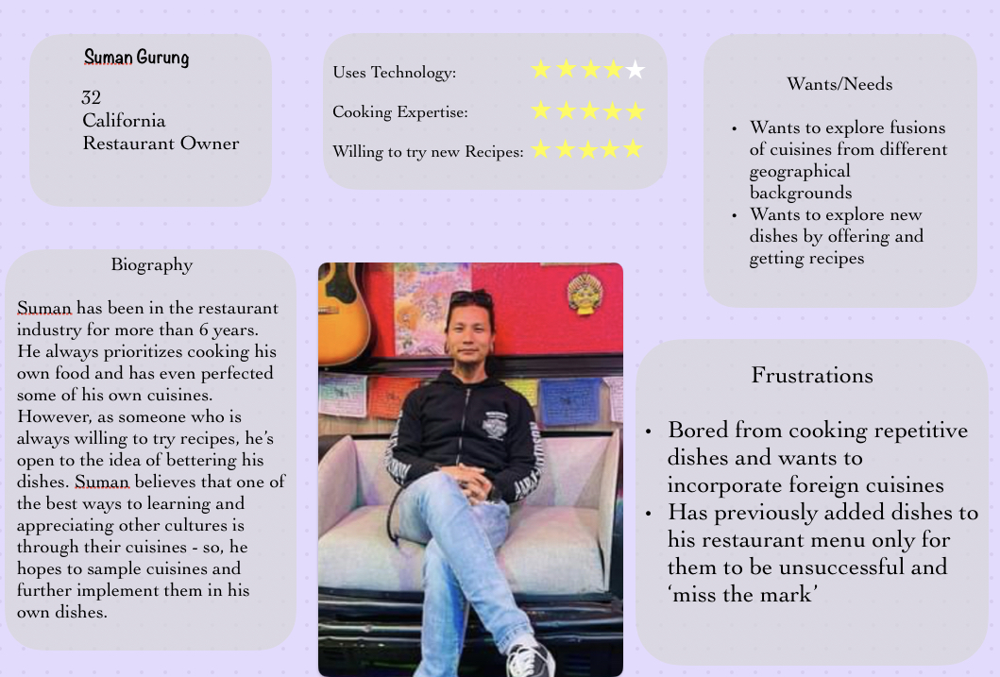 Suman Gurung
32
California
Restaurant Owner
Uses Technology:
Cooking Expertise:
Willing to try new Recipes:
Wants/Needs
• Wants to explore fusions
of cuisines from different
geographical
backgrounds
• Wants to explore new
dishes by offering and
getting recipes
Biography
Suman has been in the restaurant
industry for more than 6 years.
He always prioritizes cooking his
own food and has even perfected
some of his own cuisines.
However, as someone who is
always willing to try recipes, he’s
open to the idea of bettering his
dishes. Suman believes that one of
the best ways to learning and
appreciating other cultures is
through their cuisines - so, he
hopes to sample cuisines and
further implement them in his
own dishes.
Frustrations
• Bored from cooking repetitive
dishes and wants to
incorporate foreign cuisines
• Has previously added dishes to
his restaurant menu only for
them to be unsuccessful and
‘miss the mark’